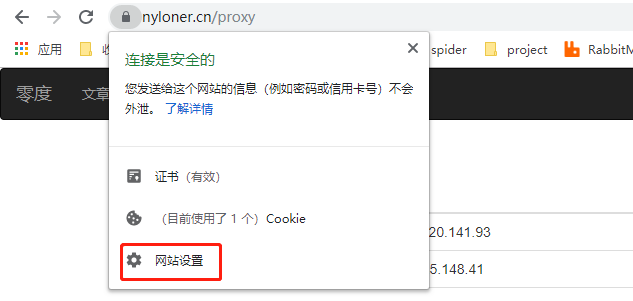 nyloner.cn/proxy
应用
spider
project
RabbitM
零度
文章
连接是安全的
您发送给这个网站的信息（例如密码或信用卡号）不会
外泄。 了解详情
证书（有效）
（目前使用了 1 个）Cookie
网站设置
20.141.93
5.148.41